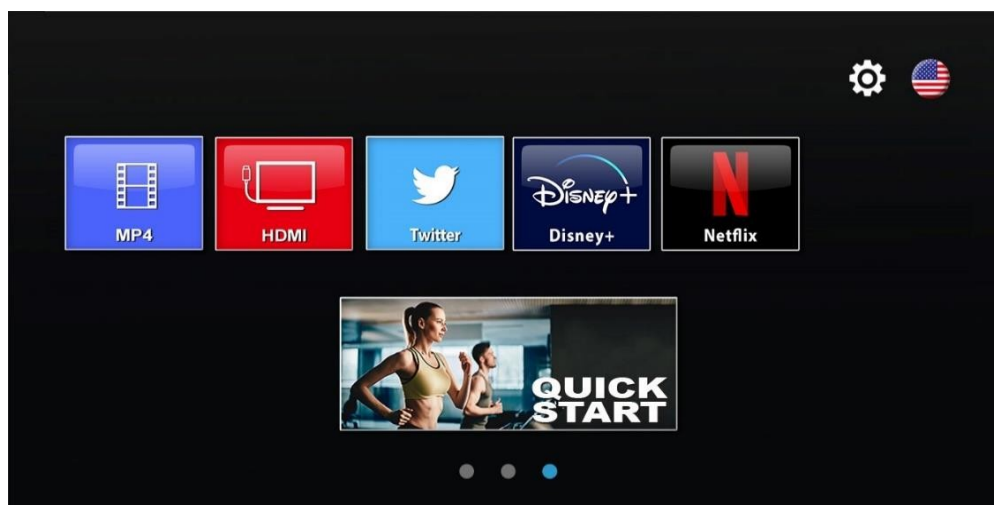 MP4
HDMI
Twitter
DISNEY+
Disney+
N
Netflix
QUICK
START